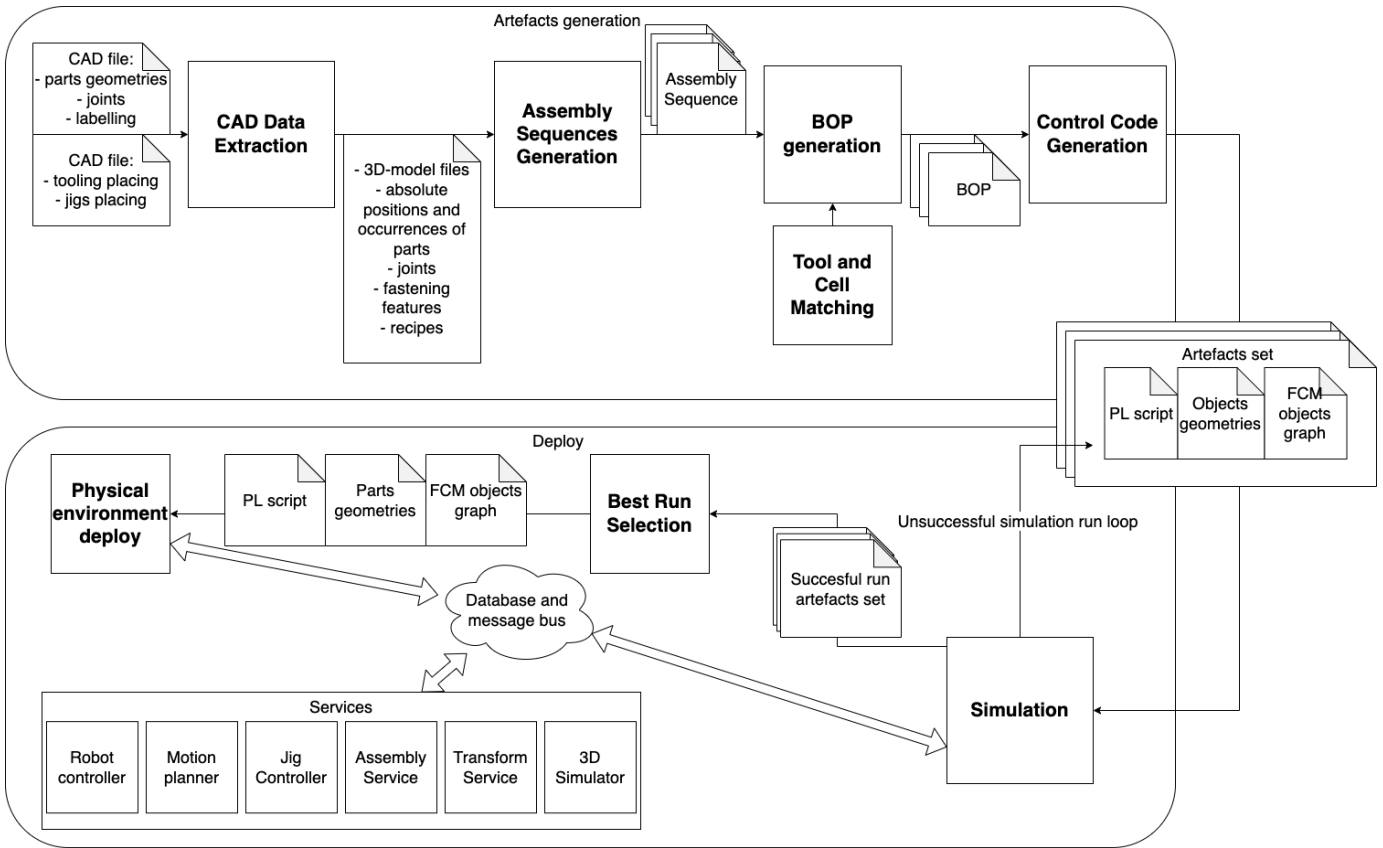 Artefacts generation
CAD file:
- parts geometries
- joints
- labelling
CAD file:
- tooling placing
- jigs placing
CAD Data
Extraction
- 3D-model files
- absolute
positions and
occurrences of
parts
- joints
- fastening
features
- recipes
Assembly
Sequences
Generation
Assembly
Sequence
BOP
generation
Tool and
Cell
Matching
BOP
Control Code
Generation
Artefacts set
PL script
Objects
geometries
FCM
objects
graph
Deploy
Physical
environment
deploy
PL script
Parts
geometries
FCM objects
graph
Best Run
Selection
Unsuccessful simulation run loop
Succesful run
artefacts set
Database and
message bus
Simulation
Services
Robot
controller
Motion
planner
Jig
Controller
Assembly
Service
Transform
Service
3D
Simulator